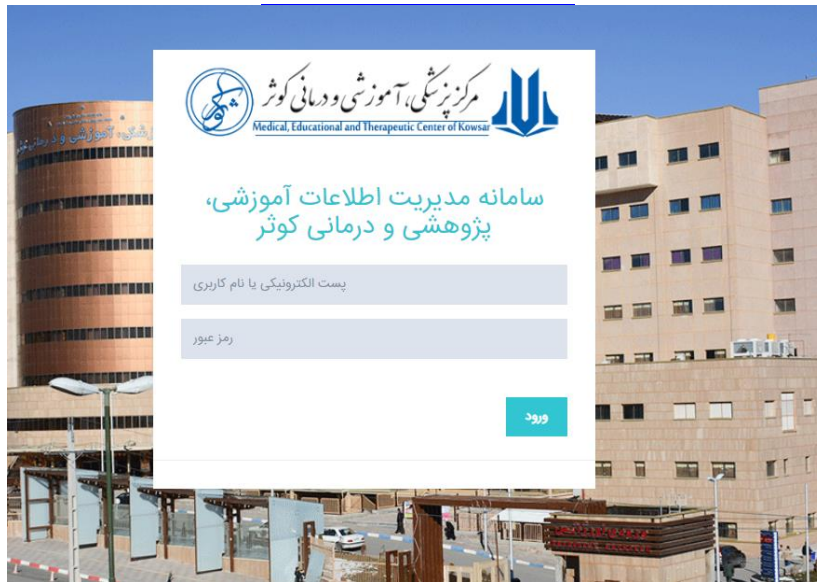 مرکز پزشکی، آموزشی و درمانی کوثر
Medical, Educational and Therapeutic Center of Kowsar
سامانه مدیریت اطلاعات آموزشی،
پژوهشی و درمانی کوثر
پست الکترونیکی یا نام کاربری
رمز عبور
ورود